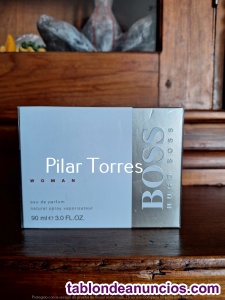 Pilar Torres
WOMAN
eau de parfum
natural spray vaporisateur
90 ml e 3.0 FL.OZ
BOSS
HUGO BOSS
tablondeanuncios.com